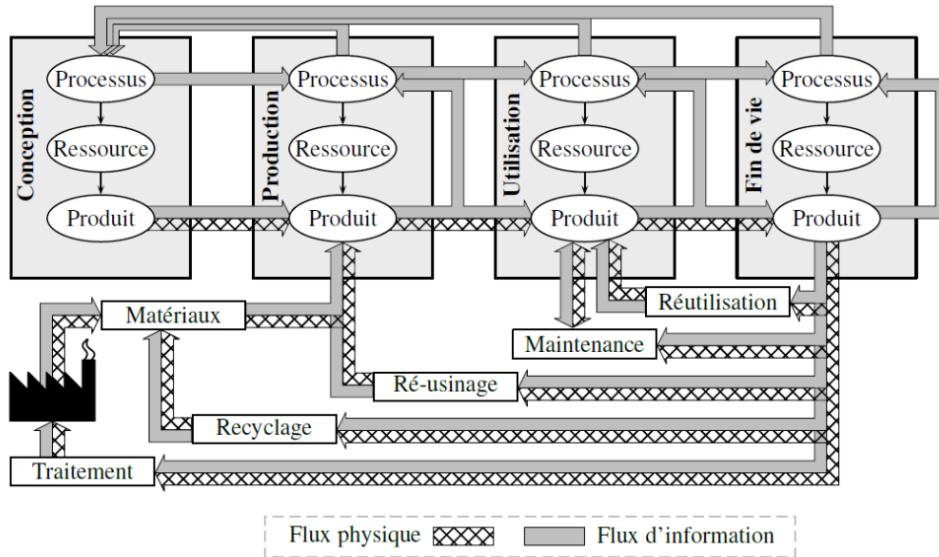 Conception
Processus
Ressource
Produit
Production
Processus
Ressource
Produit
Utilisation
Processus
Ressource
Produit
Fin de vie
Processus
Ressource
Produit
Réutilisation
Matériaux
Maintenance
Ré-usinage
Recyclage
Traitement
Flux physique
Flux d'information